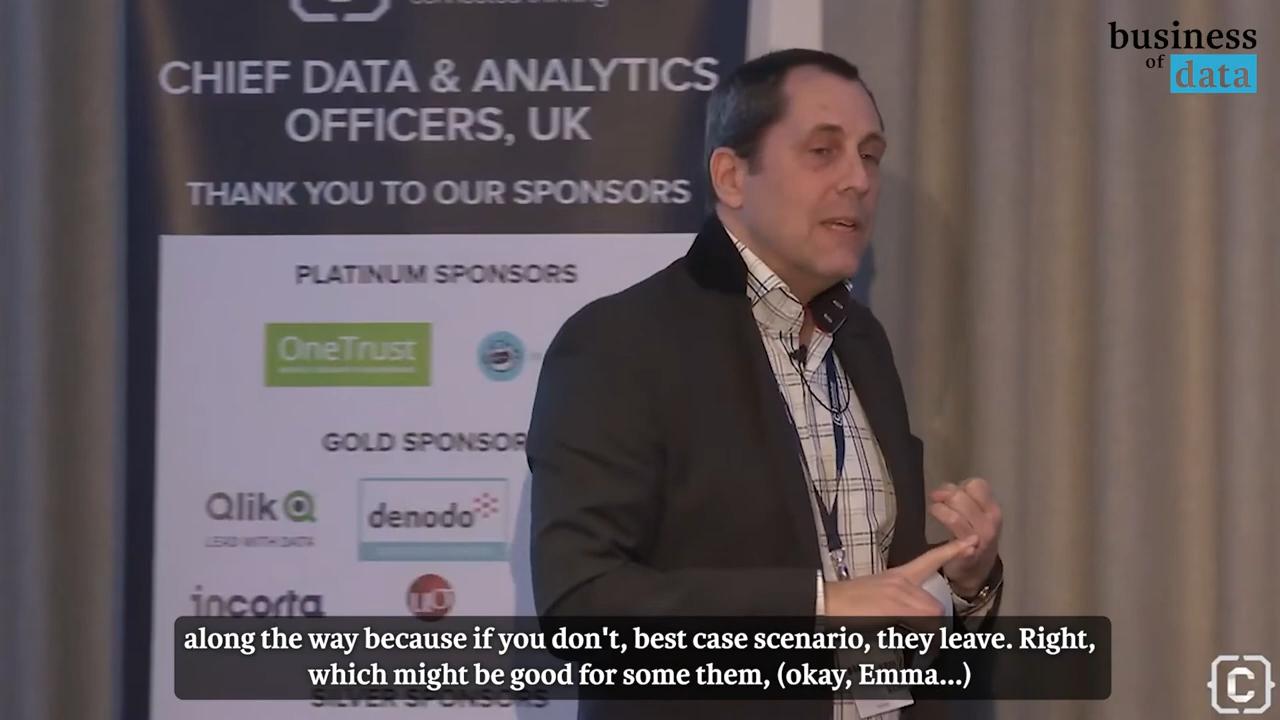 business
of data
CHIEF DATA & ANALYTICS
OFFICERS, UK
THANK YOU TO OUR SPONSORS
PLATINUM SPONSORS
OneTrust
GOLD SPONSOR
Qlik
LEAD WITH DATA
denodo
incorta
along the way because if you don't, best case scenario, they leave. Right,
which might be good for some them, (okay, Emma...)
SILVER SPONSORS
C